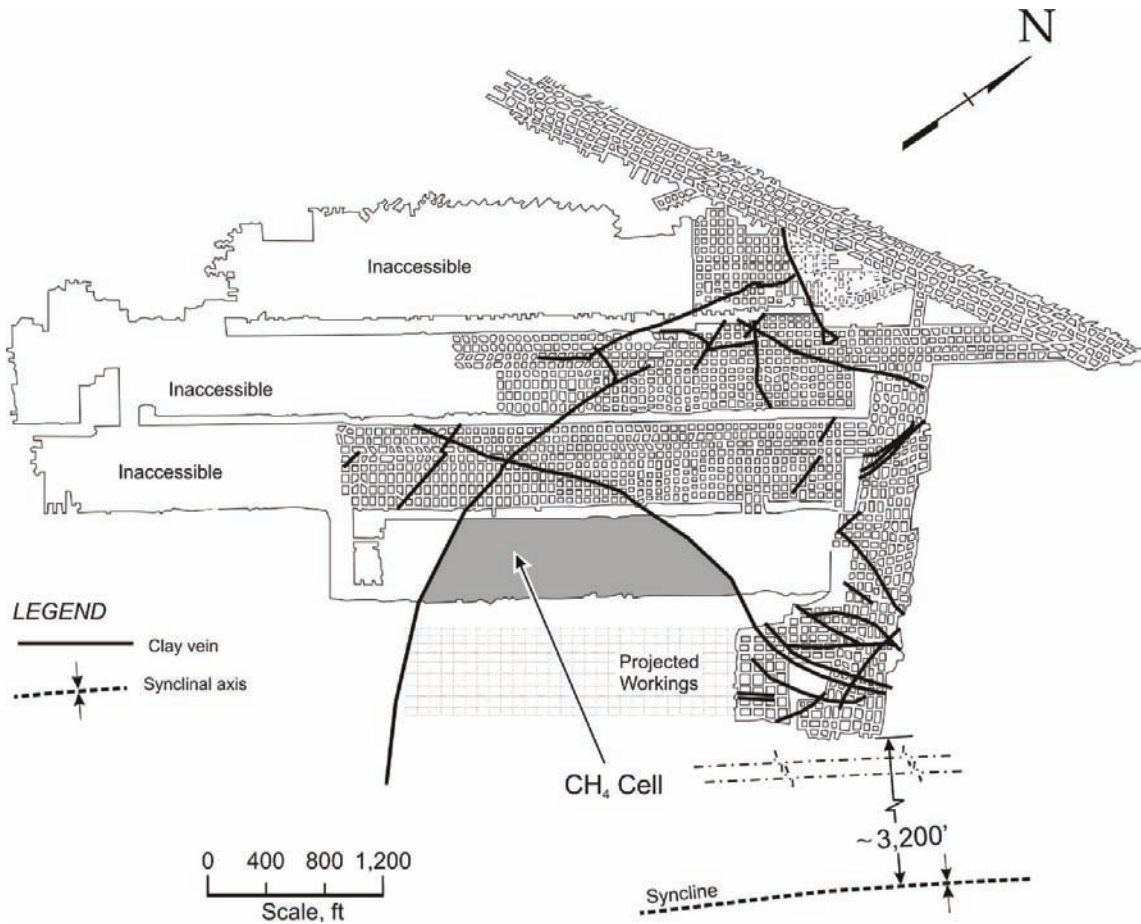 N
Inaccessible
Inaccessible
Inaccessible
LEGEND
Clay vein
Synclinal axis
Projected
Workings
CH₄ Cell
~3,200'
0 400 800 1,200
Scale, ft
Syncline